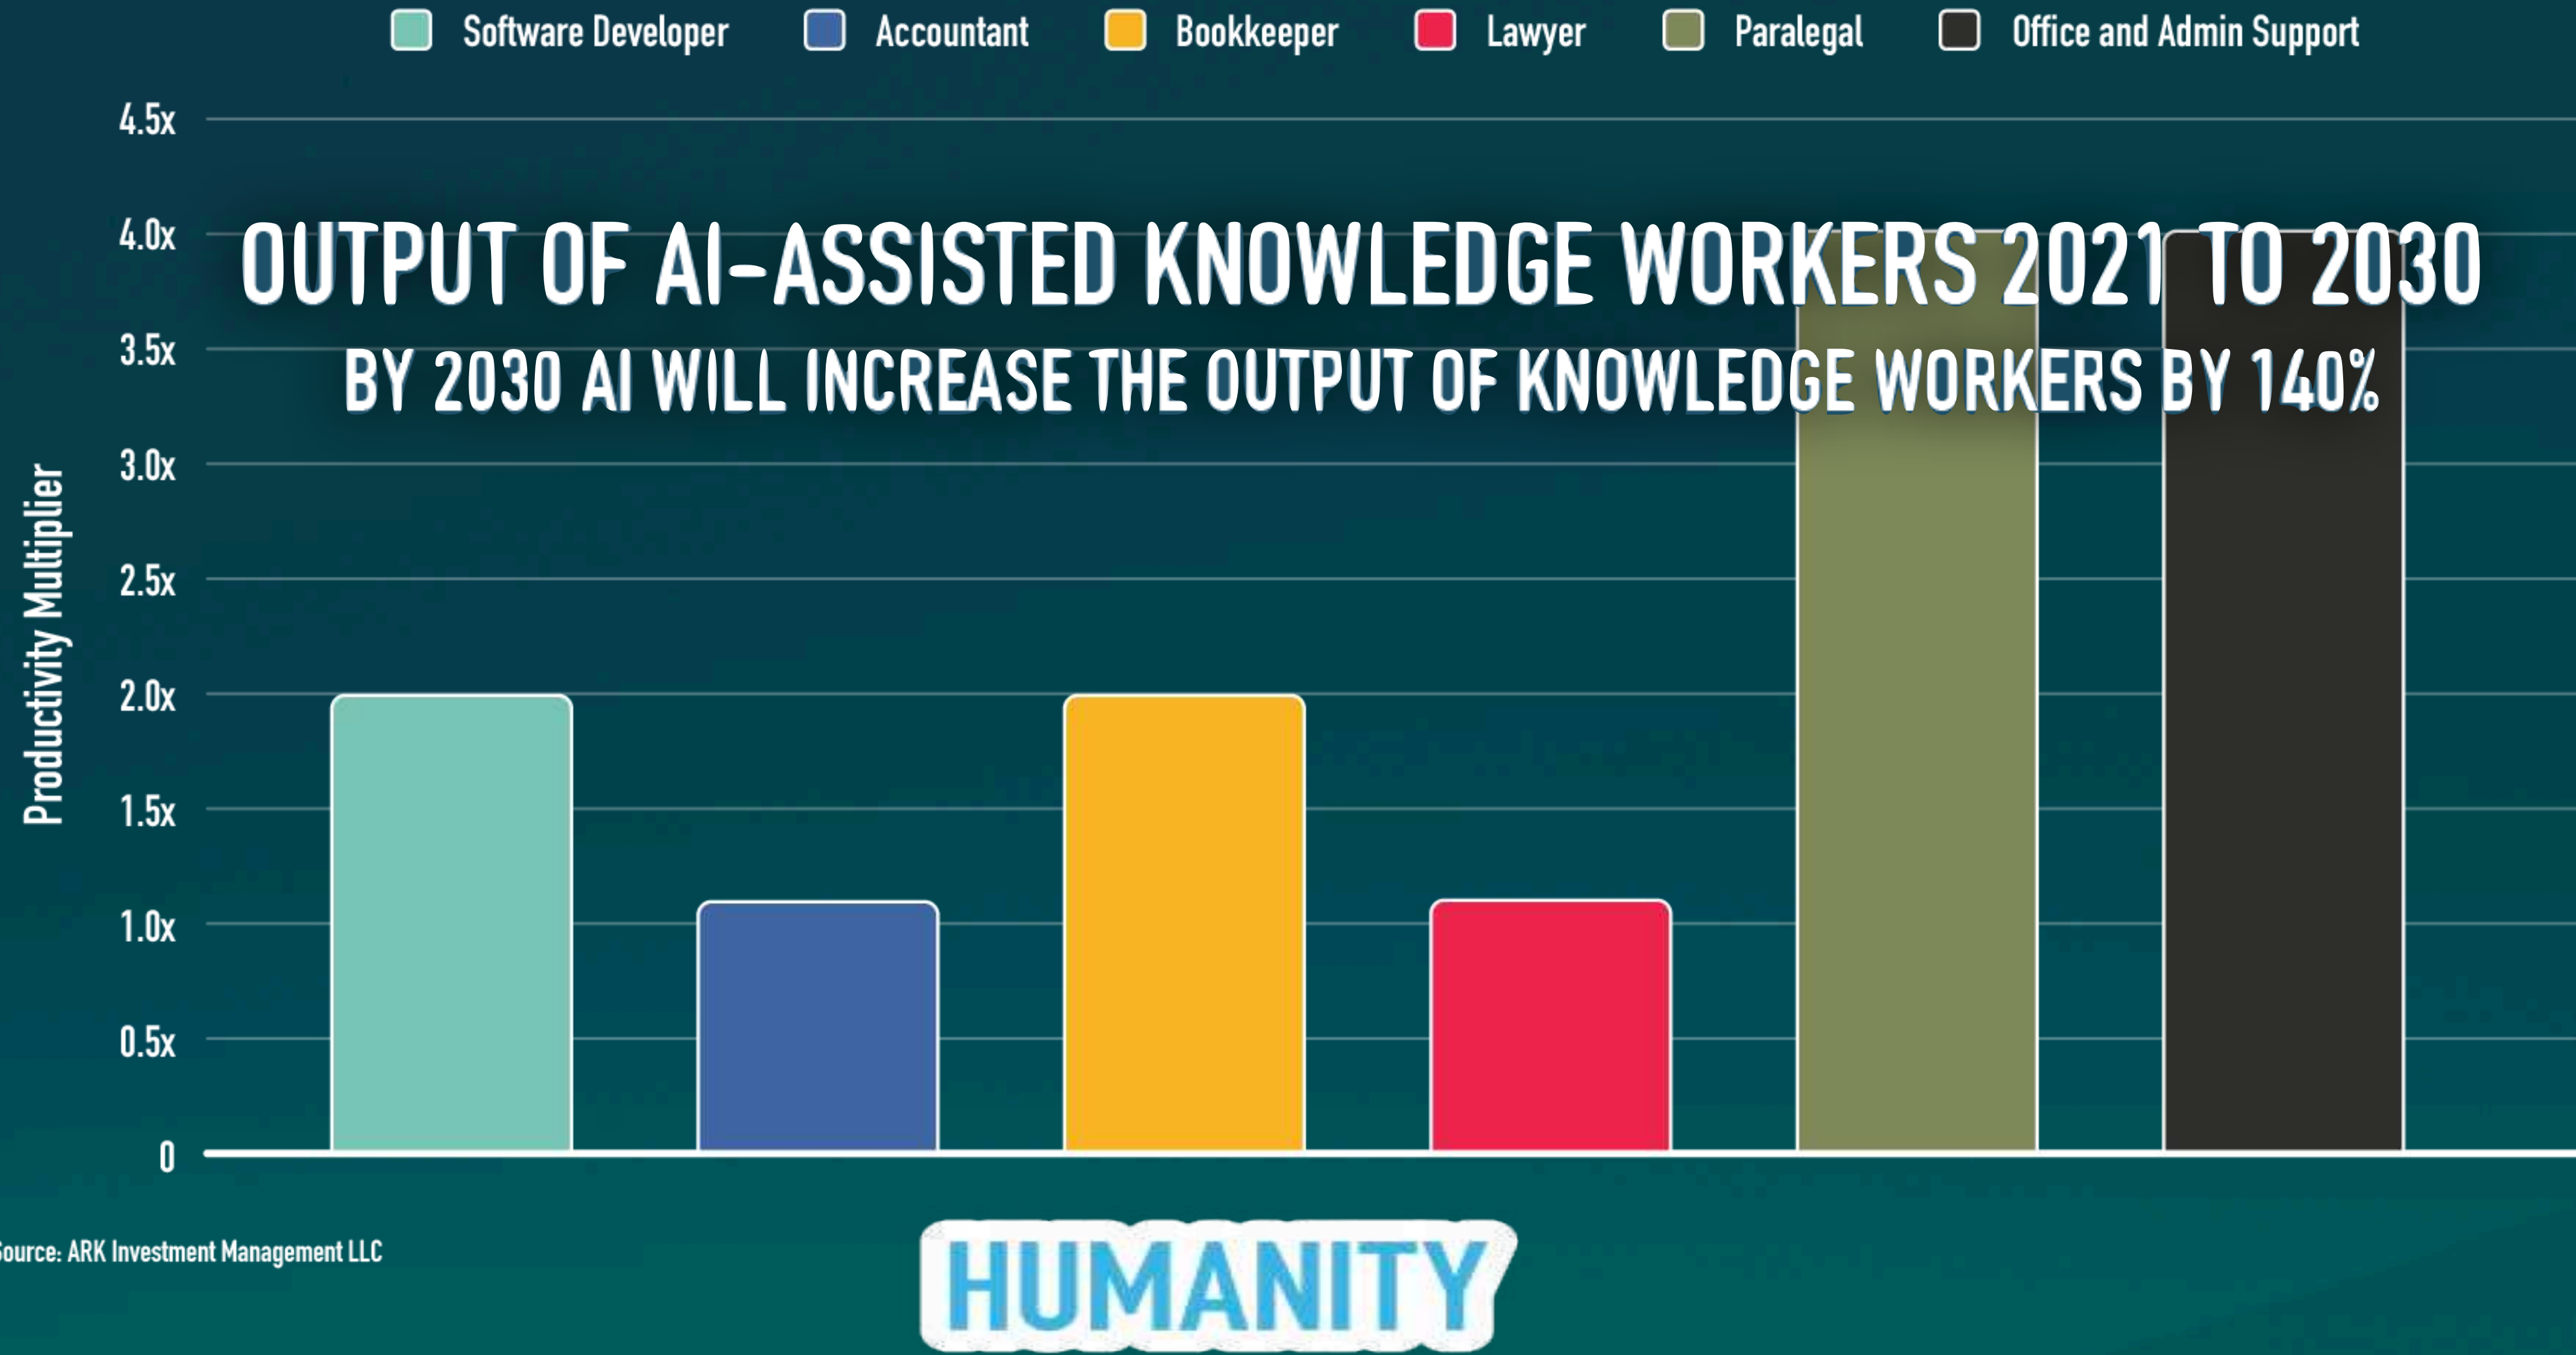 Software Developer Accountant Bookkeeper Lawyer Paralegal Office and Admin Support
4.5x
4.0x
OUTPUT OF AI-ASSISTED KNOWLEDGE WORKERS 2021 TO 2030
3.5x
BY 2030 AI WILL INCREASE THE OUTPUT OF KNOWLEDGE WORKERS BY 140%
3.0x
Productivity Multiplier
2.5x
2.0x
1.5x
1.0x
0.5x
0
Source: ARK Investment Management LLC
HUMANITY